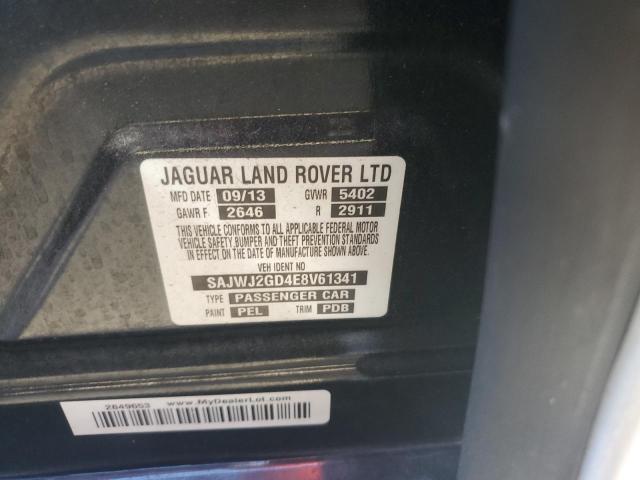 JAGUAR LAND ROVER LTD
MFD DATE 09/13 GVWR 5402
GAWR F 2646 R 2911
THIS VEHICLE CONFORMS TO ALL APPLICABLE FEDERAL MOTOR
VEHICLE SAFETY,BUMPER AND THEFT PREVENTION STANDARDS
IN EFFECT ON THE DATE OF MANUFACTURE SHOWN ABOVE.
VEH IDENT NO
SAJWJ2GD4E8V61341
TYPE PASSENGER CAR
PAINT PEL TRIM PDB
2849653 www.MyDealerLot.com